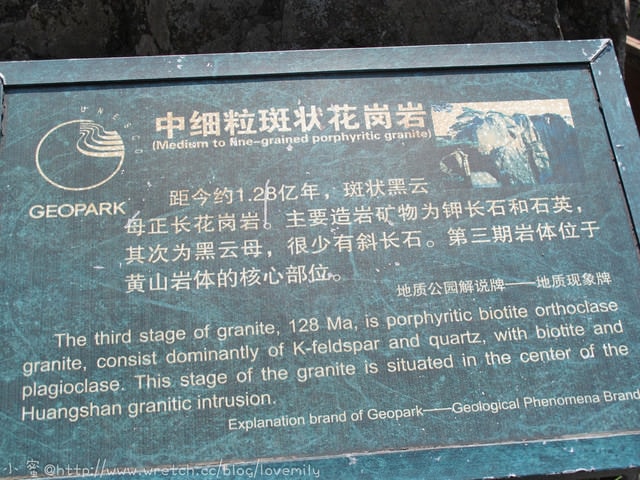 UNESCO
GEOPARK
中细粒斑状花岗岩
(Medium to fine-grained porphyritic granite)
距今约1.28亿年，斑状黑云
母正长花岗岩。主要造岩矿物为钾长石和石英，
其次为黑云母，很少有斜长石。第三期岩体位于
黄山岩体的核心部位。
地质公园解说牌——地质现象牌
The third stage of granite, 128 Ma, is porphyritic biotite orthoclase
granite, consist dominantly of K-feldspar and quartz, with biotite and
plagioclase. This stage of the granite is situated in the center of the
Huangshan granitic intrusion.
Explanation brand of Geopark——Geological Phenomena Brand
小蜜@http://www.wretch.cc/blog/lovemily